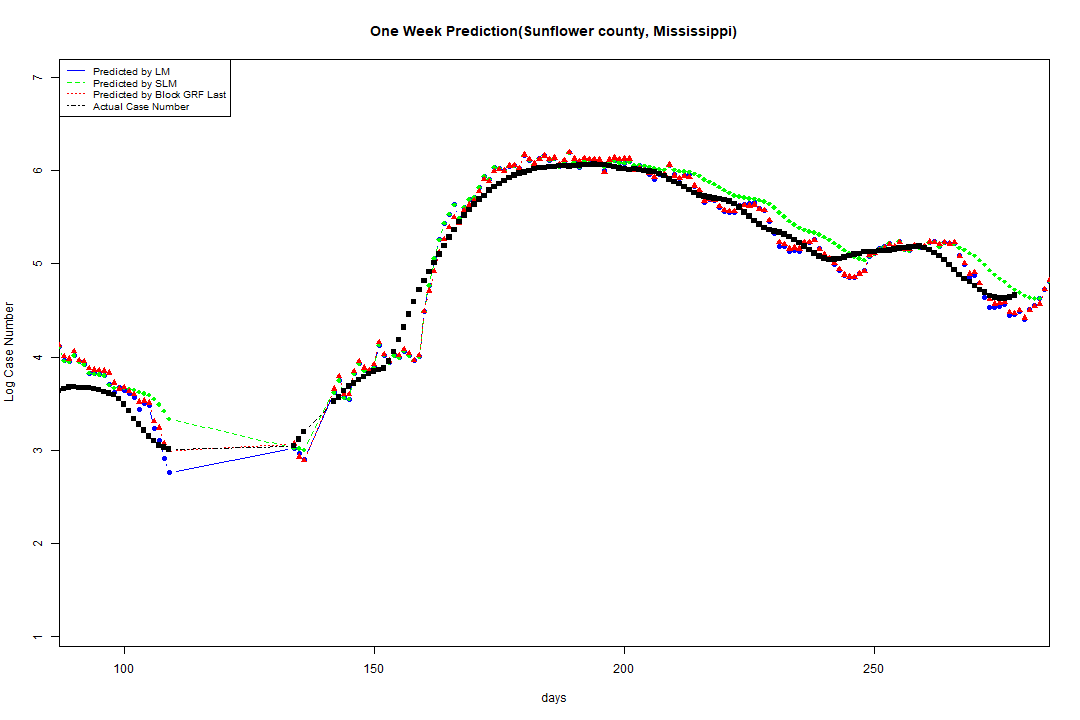 One Week Prediction(Sunflower county, Mississippi)
Predicted by LM
Predicted by SLM
Predicted by Block GRF Last
Actual Case Number
7
6
5
4
3
2
1
Log Case Number
100 150 200 250
days